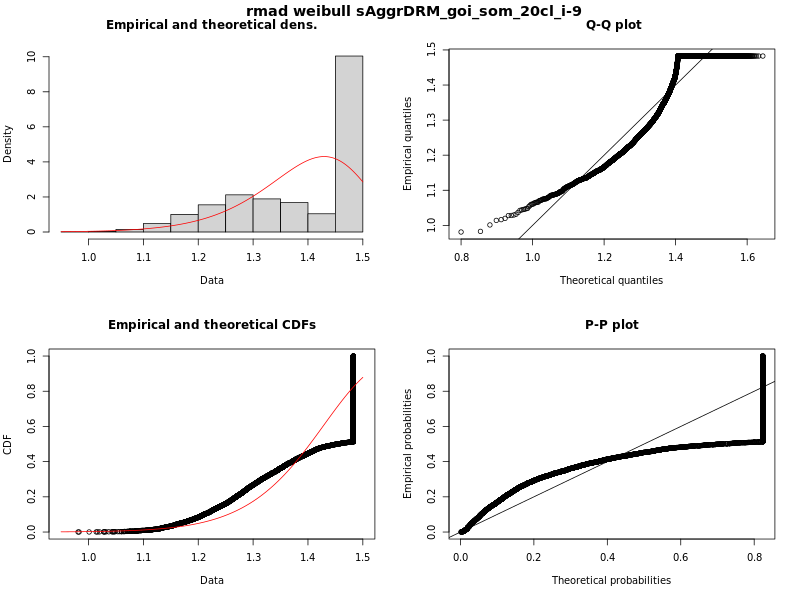 rmad weibull sAggrDRM_goi_som_20cl_i-9
Empirical and theoretical dens.
Density
0 2 4 6 8 10
1.0 1.1 1.2 1.3 1.4 1.5
Data
Q-Q plot
Empirical quantiles
1.0 1.1 1.2 1.3 1.4 1.5
0.8 1.0 1.2 1.4 1.6
Theoretical quantiles
Empirical and theoretical CDFs
CDF
0.0 0.2 0.4 0.6 0.8 1.0
1.0 1.1 1.2 1.3 1.4 1.5
Data
P-P plot
Empirical probabilities
0.0 0.2 0.4 0.6 0.8 1.0
0.0 0.2 0.4 0.6 0.8
Theoretical probabilities